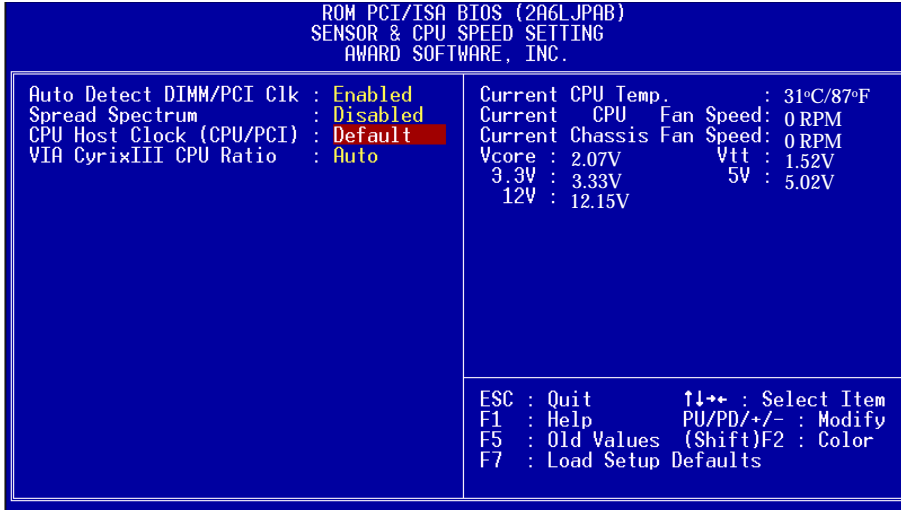 ROM PCI/ISA BIOS (2A6LJPAB)
SENSOR & CPU SPEED SETTING
AWARD SOFTWARE, INC.
Auto Detect DIMM/PCI Clk : Enabled
Spread Spectrum : Disabled
CPU Host Clock (CPU/PCI) : Default
VIA CyrixIII CPU Ratio : Auto
Current CPU Temp. : 31°C/87°F
Current CPU Fan Speed: 0 RPM
Current Chassis Fan Speed: 0 RPM
Vcore : 2.07V Vtt : 1.52V
3.3V : 3.33V 5V : 5.02V
12V : 12.15V
ESC : Quit ↑↓→← : Select Item
F1 : Help PU/PD/+/- : Modify
F5 : Old Values (Shift)F2 : Color
F7 : Load Setup Defaults